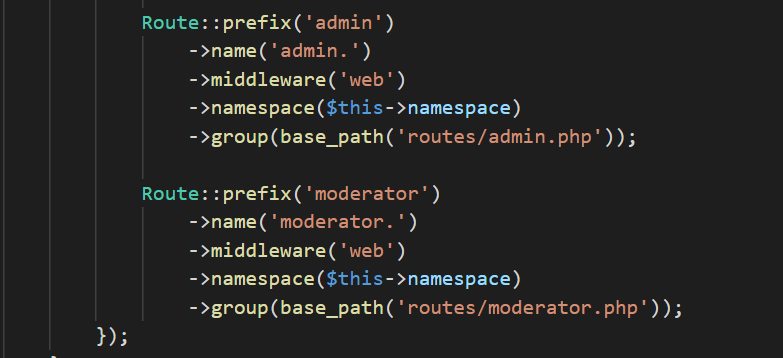 Route::prefix('admin')
->name('admin.')
->middleware('web')
->namespace($this->namespace)
->group(base_path('routes/admin.php'));
Route::prefix('moderator')
->name('moderator.')
->middleware('web')
->namespace($this->namespace)
->group(base_path('routes/moderator.php'));
});